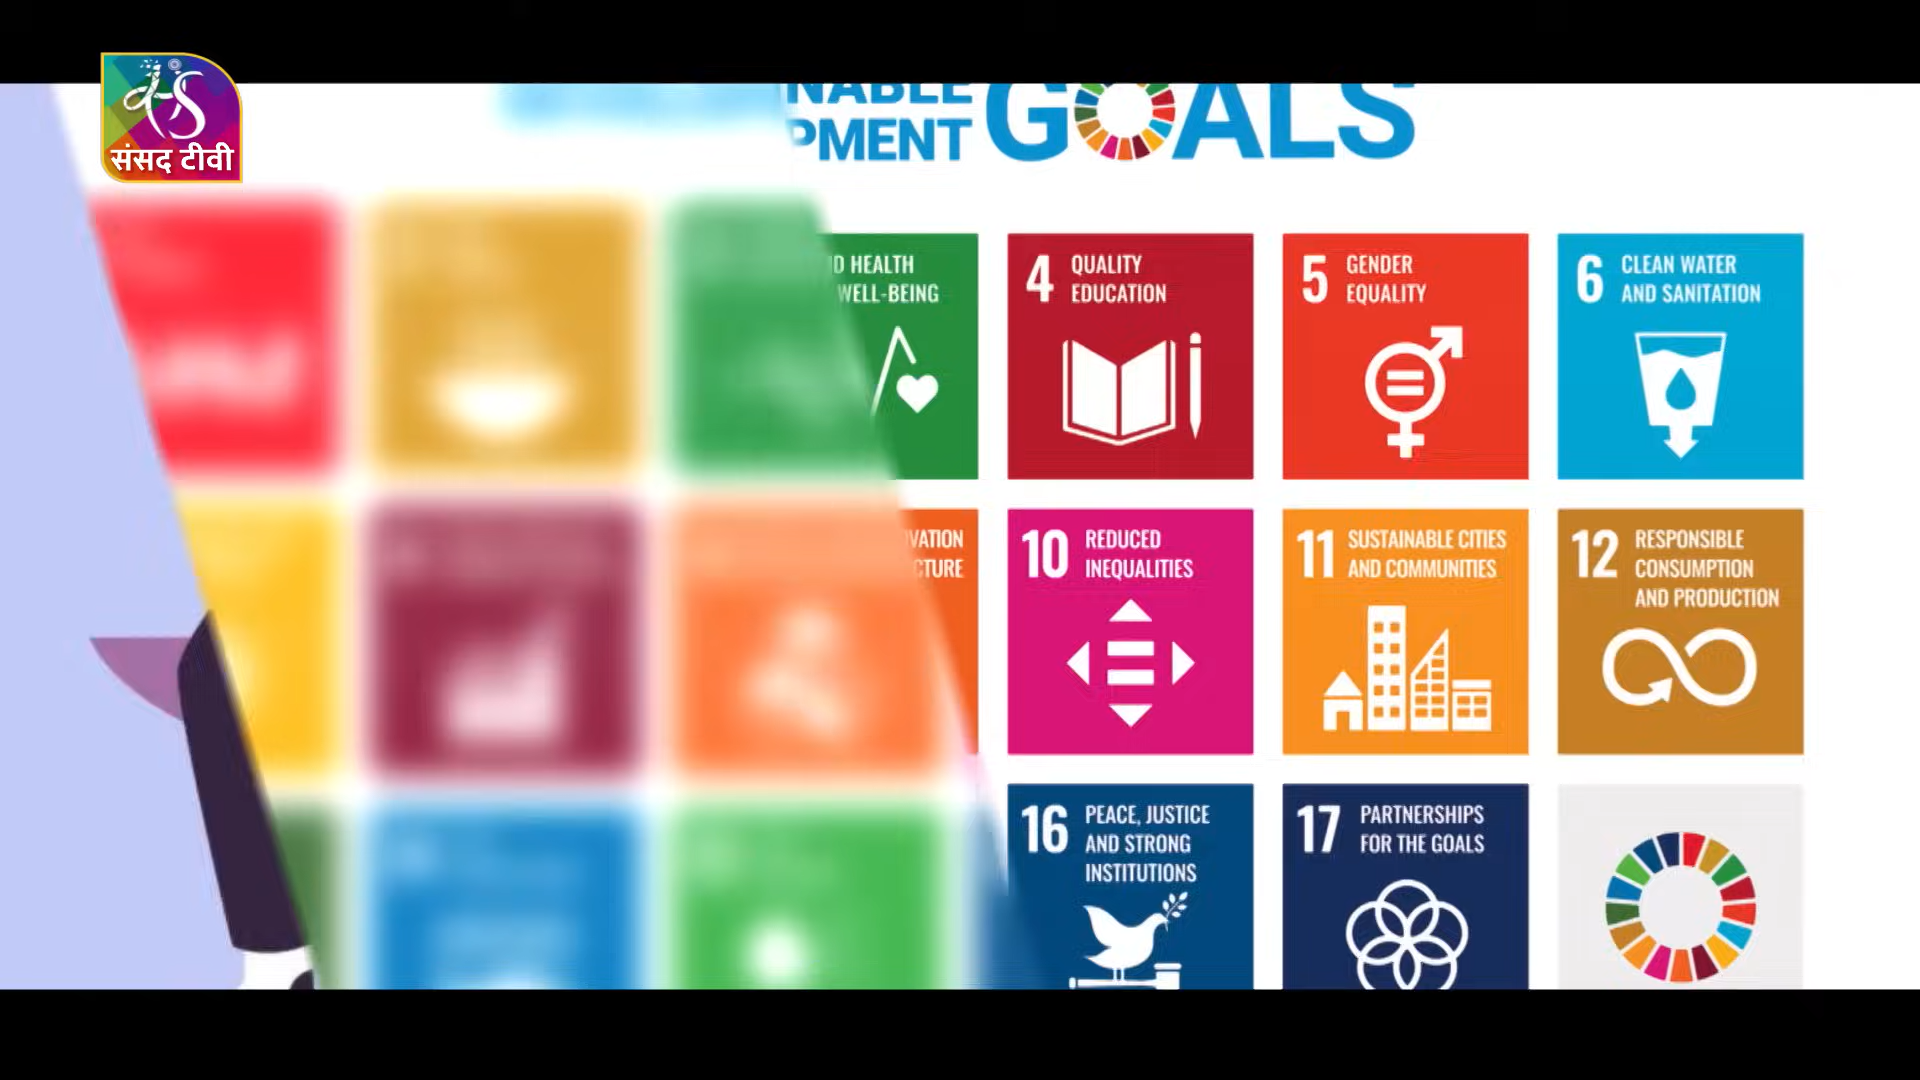 संसद टीवी
NABLE
PMENT
GOALS
D HEALTH
WELL-BEING
4 QUALITY
EDUCATION
5 GENDER
EQUALITY
6 CLEAN WATER
AND SANITATION
VATION
CTURE
10 REDUCED
INEQUALITIES
11 SUSTAINABLE CITIES
AND COMMUNITIES
12 RESPONSIBLE
CONSUMPTION
AND PRODUCTION
16 PEACE, JUSTICE
AND STRONG
INSTITUTIONS
17 PARTNERSHIPS
FOR THE GOALS